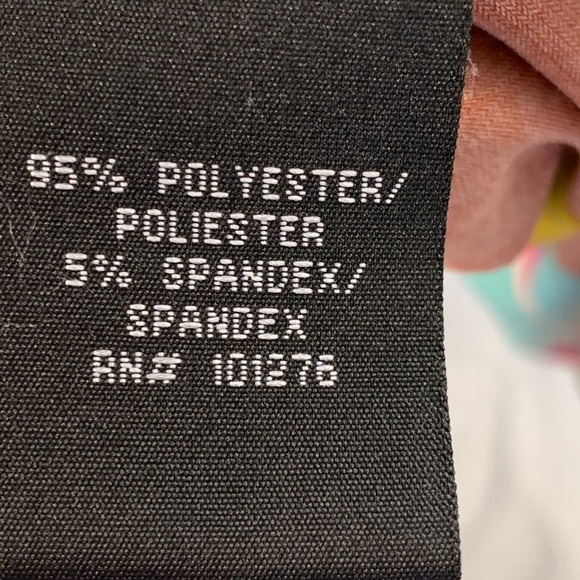 95% POLYESTER/
POLIESTER
5% SPANDEX/
SPANDEX
RN# 101276